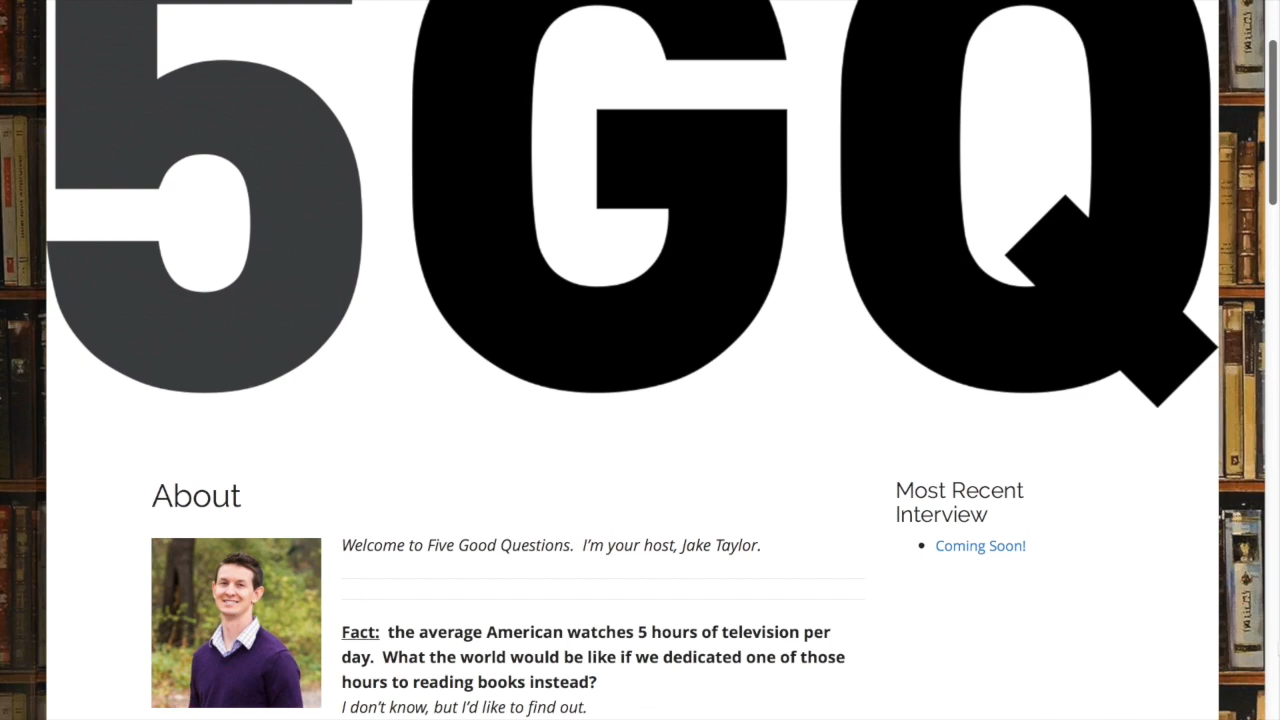 5GQ
About
Welcome to Five Good Questions.  I'm your host, Jake Taylor.
Fact:  the average American watches 5 hours of television per
day.  What the world would be like if we dedicated one of those
hours to reading books instead?
I don't know, but I'd like to find out.
Most Recent
Interview
Coming Soon!